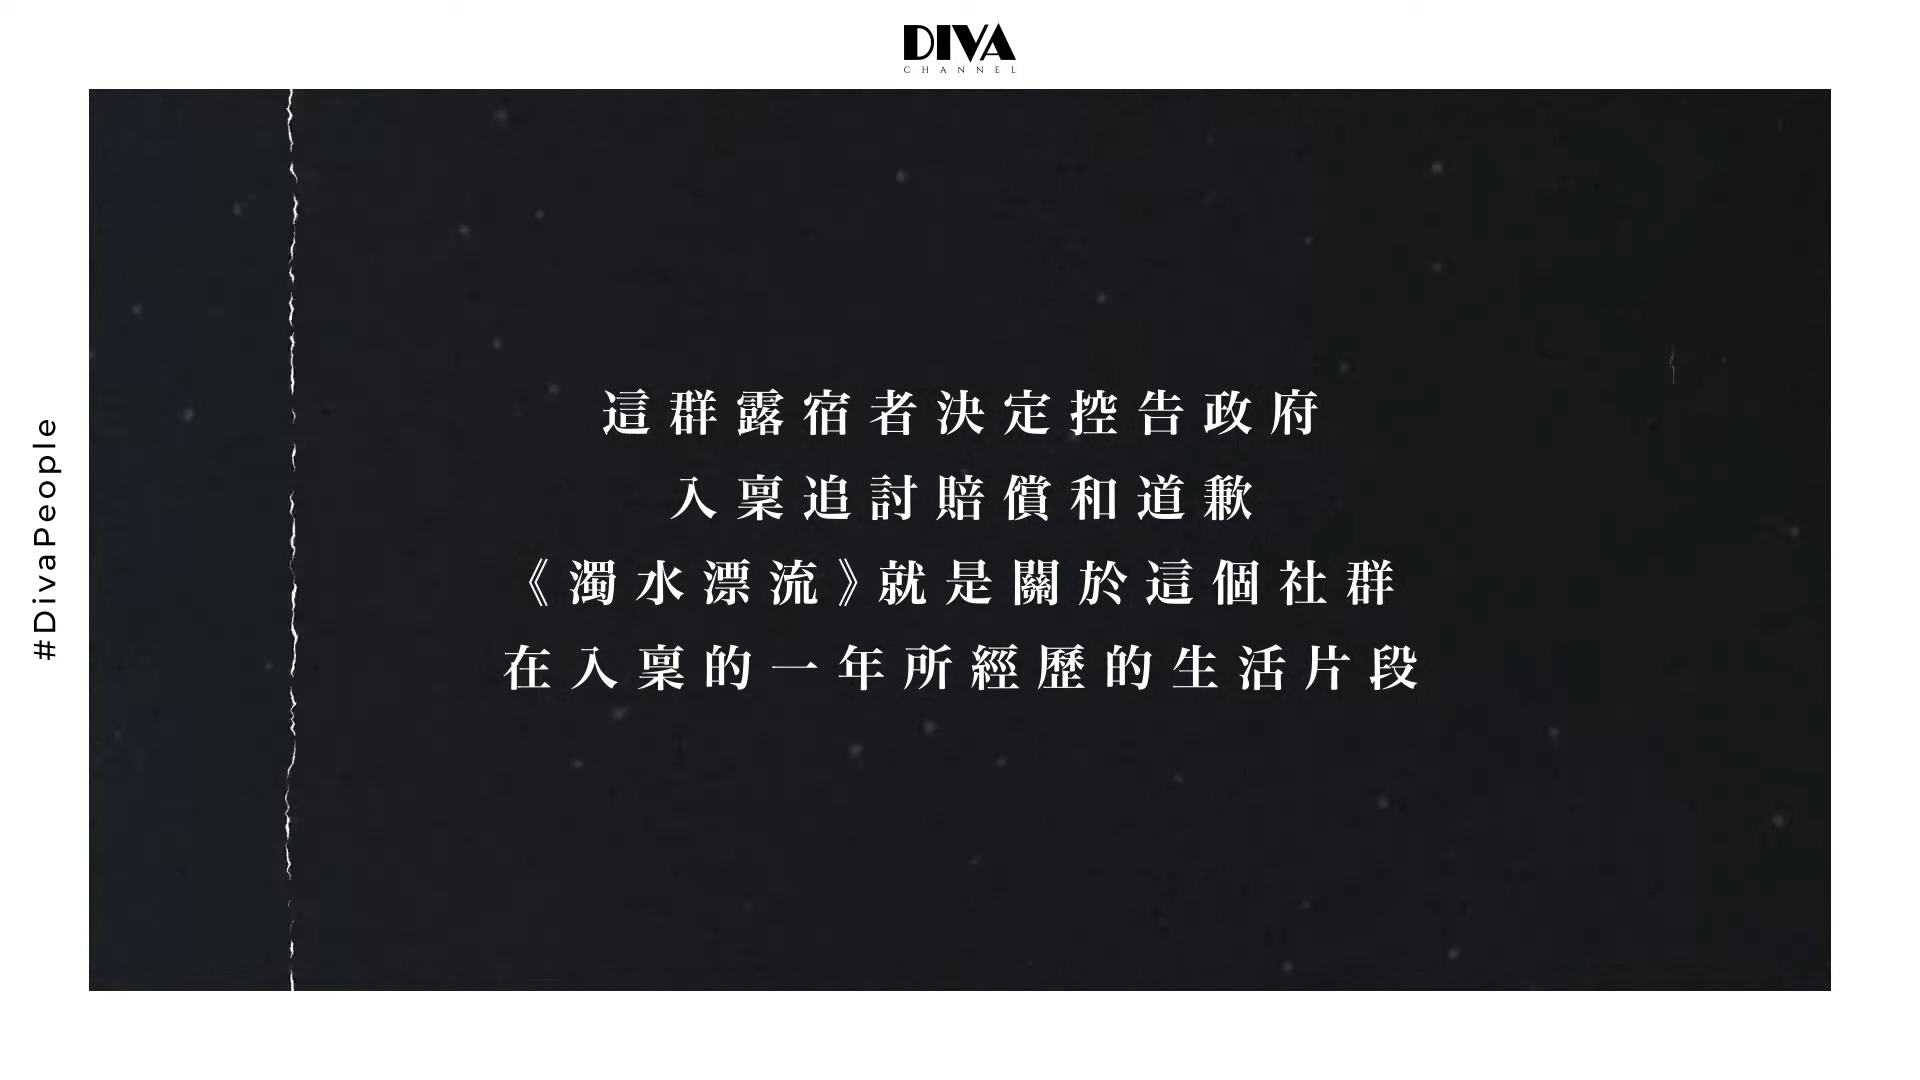 DIVA
CHANNEL
#DivaPeople
這群露宿者決定控告政府
入稟追討賠償和道歉
《濁水漂流》就是關於這個社群
在入稟的一年所經歷的生活片段